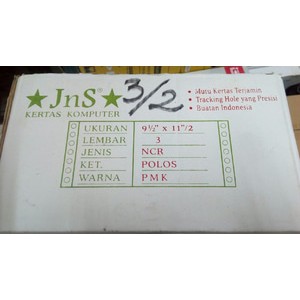 ★ JnS® ★
KERTAS KOMPUTER
3/2
• Mutu Kertas Terjamin
• Tracking Hole yang Presisi
• Buatan Indonesia
UKURAN 9½" x 11"/2
LEMBAR 3
JENIS NCR
KET. POLOS
WARNA PMK